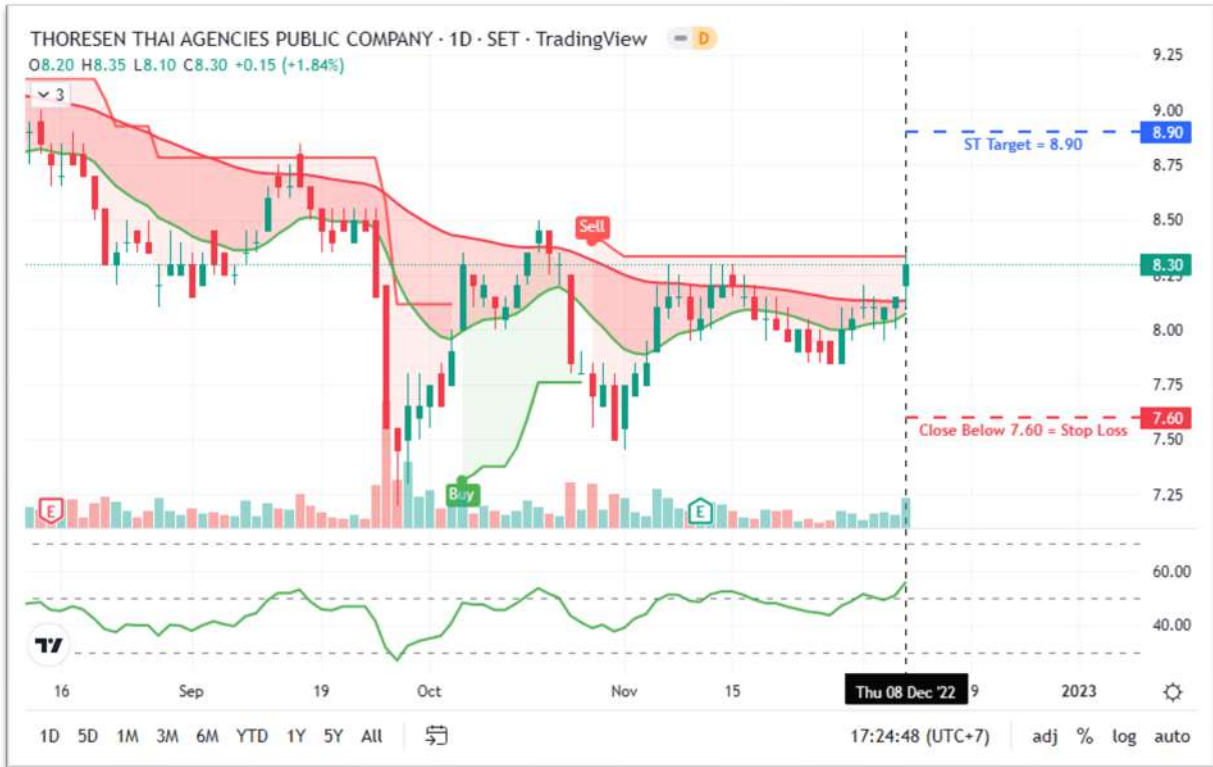 THORESEN THAI AGENCIES PUBLIC COMPANY · 1D · SET · TradingView
D
O8.20 H8.35 L8.10 C8.30 +0.15 (+1.84%)
3
9.25
9.00
8.90
ST Target = 8.90
8.75
8.50
Sell
8.30
8.25
8.00
7.75
7.60
Close Below 7.60 = Stop Loss
7.50
Buy
7.25
E
E
60.00
40.00
16 Sep 19 Oct Nov 15 Thu 08 Dec '22 9 2023
1D 5D 1M 3M 6M YTD 1Y 5Y All 17:24:48 (UTC+7) adj % log auto